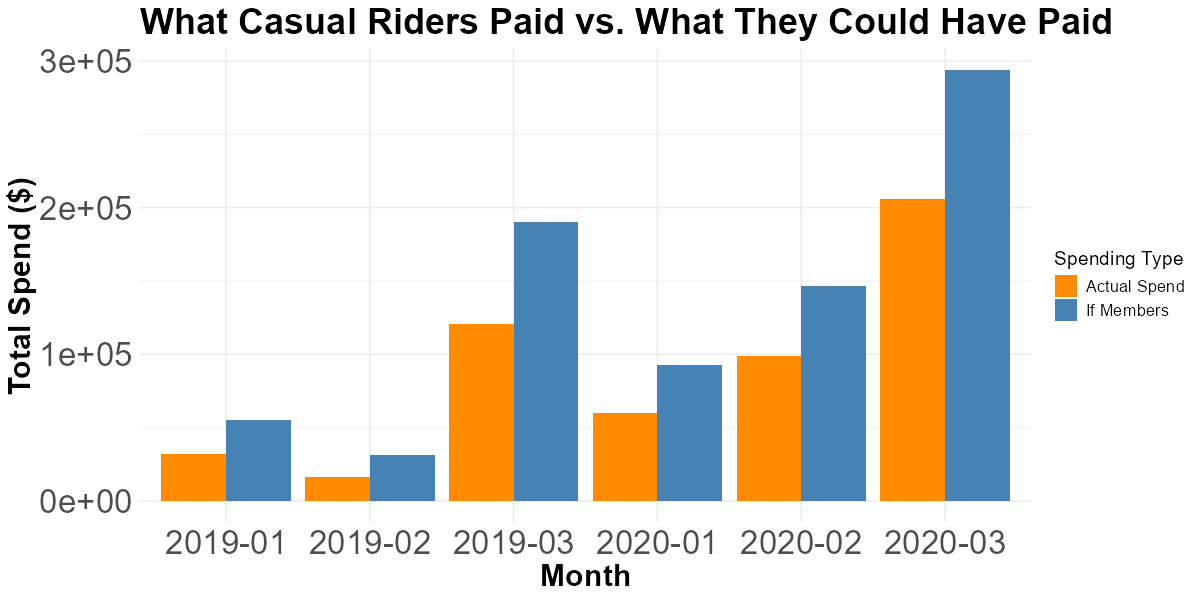 What Casual Riders Paid vs. What They Could Have Paid
Total Spend ($)
3e+05
2e+05
1e+05
0e+00
2019-01 2019-02 2019-03 2020-01 2020-02 2020-03
Month
Spending Type
Actual Spend
If Members